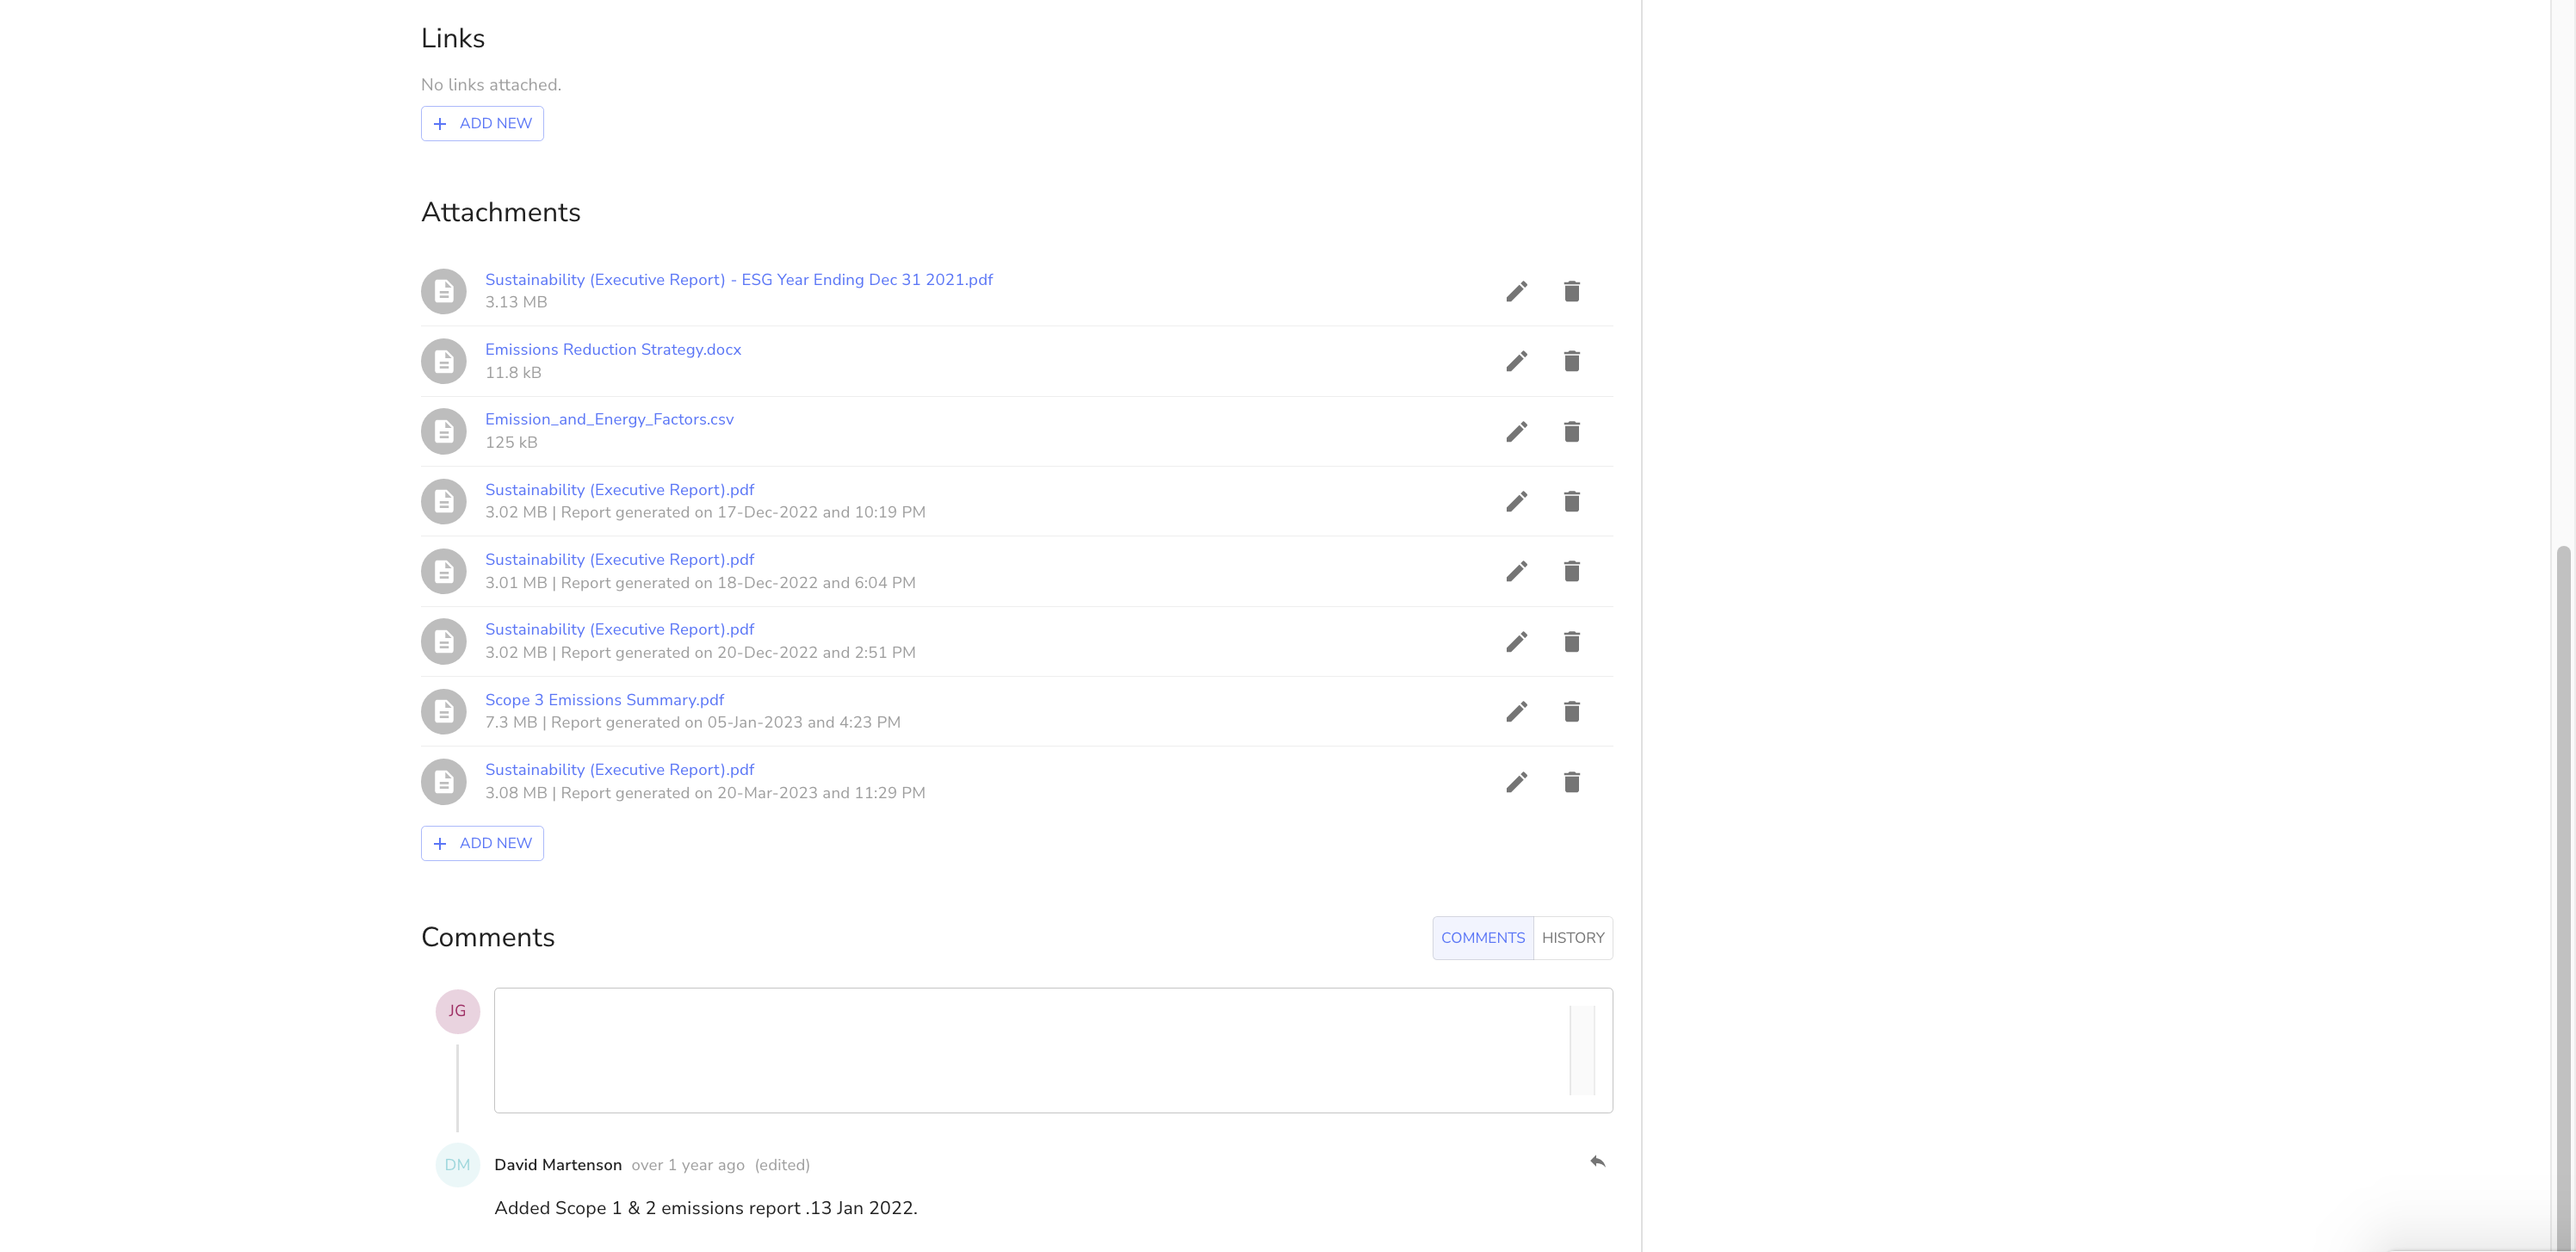 Links
No links attached.
ADD NEW
Attachments
Sustainability (Executive Report) - ESG Year Ending Dec 31 2021.pdf
3.13 MB
Emissions Reduction Strategy.docx
11.8 kB
Emission_and_Energy_Factors.csv
125 kB
Sustainability (Executive Report).pdf
3.02 MB | Report generated on 17-Dec-2022 and 10:19 PM
Sustainability (Executive Report).pdf
3.01 MB | Report generated on 18-Dec-2022 and 6:04 PM
Sustainability (Executive Report).pdf
3.02 MB | Report generated on 20-Dec-2022 and 2:51 PM
Scope 3 Emissions Summary.pdf
7.3 MB | Report generated on 05-Jan-2023 and 4:23 PM
Sustainability (Executive Report).pdf
3.08 MB | Report generated on 20-Mar-2023 and 11:29 PM
ADD NEW
Comments
COMMENTS HISTORY
JG
DM David Martenson over 1 year ago (edited)
Added Scope 1 & 2 emissions report .13 Jan 2022.